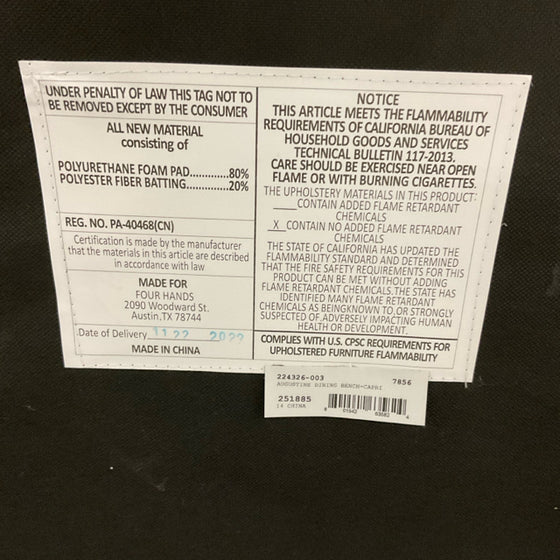 UNDER PENALTY OF LAW THIS TAG NOT TO
BE REMOVED EXCEPT BY THE CONSUMER
ALL NEW MATERIAL
consisting of
POLYURETHANE FOAM PAD............80%
POLYESTER FIBER BATTING.............20%
REG. NO. PA-40468(CN)
Certification is made by the manufacturer
that the materials in this article are described
in accordance with law
MADE FOR
FOUR HANDS
2090 Woodward St.
Austin,TX 78744
Date of Delivery 11 22 2023
MADE IN CHINA
NOTICE
THIS ARTICLE MEETS THE FLAMMABILITY
REQUIREMENTS OF CALIFORNIA BUREAU OF
HOUSEHOLD GOODS AND SERVICES
TECHNICAL BULLETIN 117-2013.
CARE SHOULD BE EXERCISED NEAR OPEN
FLAME OR WITH BURNING CIGARETTES.
THE UPHOLSTERY MATERIALS IN THIS PRODUCT:
____CONTAIN ADDED FLAME RETARDANT
CHEMICALS
X CONTAIN NO ADDED FLAME RETARDANT
CHEMICALS
THE STATE OF CALIFORNIA HAS UPDATED THE
FLAMMABILITY STANDARD AND DETERMINED
THAT THE FIRE SAFETY REQUIREMENTS FOR THIS
PRODUCT CAN BE MET WITHOUT ADDING
FLAME RETARDANT CHEMICALS.THE STATE HAS
IDENTIFIED MANY FLAME RETARDANT
CHEMICALS AS BEINGKNOWN TO,OR STRONGLY
SUSPECTED OF,ADVERSELY IMPACTING HUMAN
HEALTH OR DEVELOPMENT.
COMPLIES WITH U.S. CPSC REQUIREMENTS FOR
UPHOLSTERED FURNITURE FLAMMABILITY
224326-003 7856
AUGUSTINE DINING BENCH-CAPRI
251885
14 CHINA